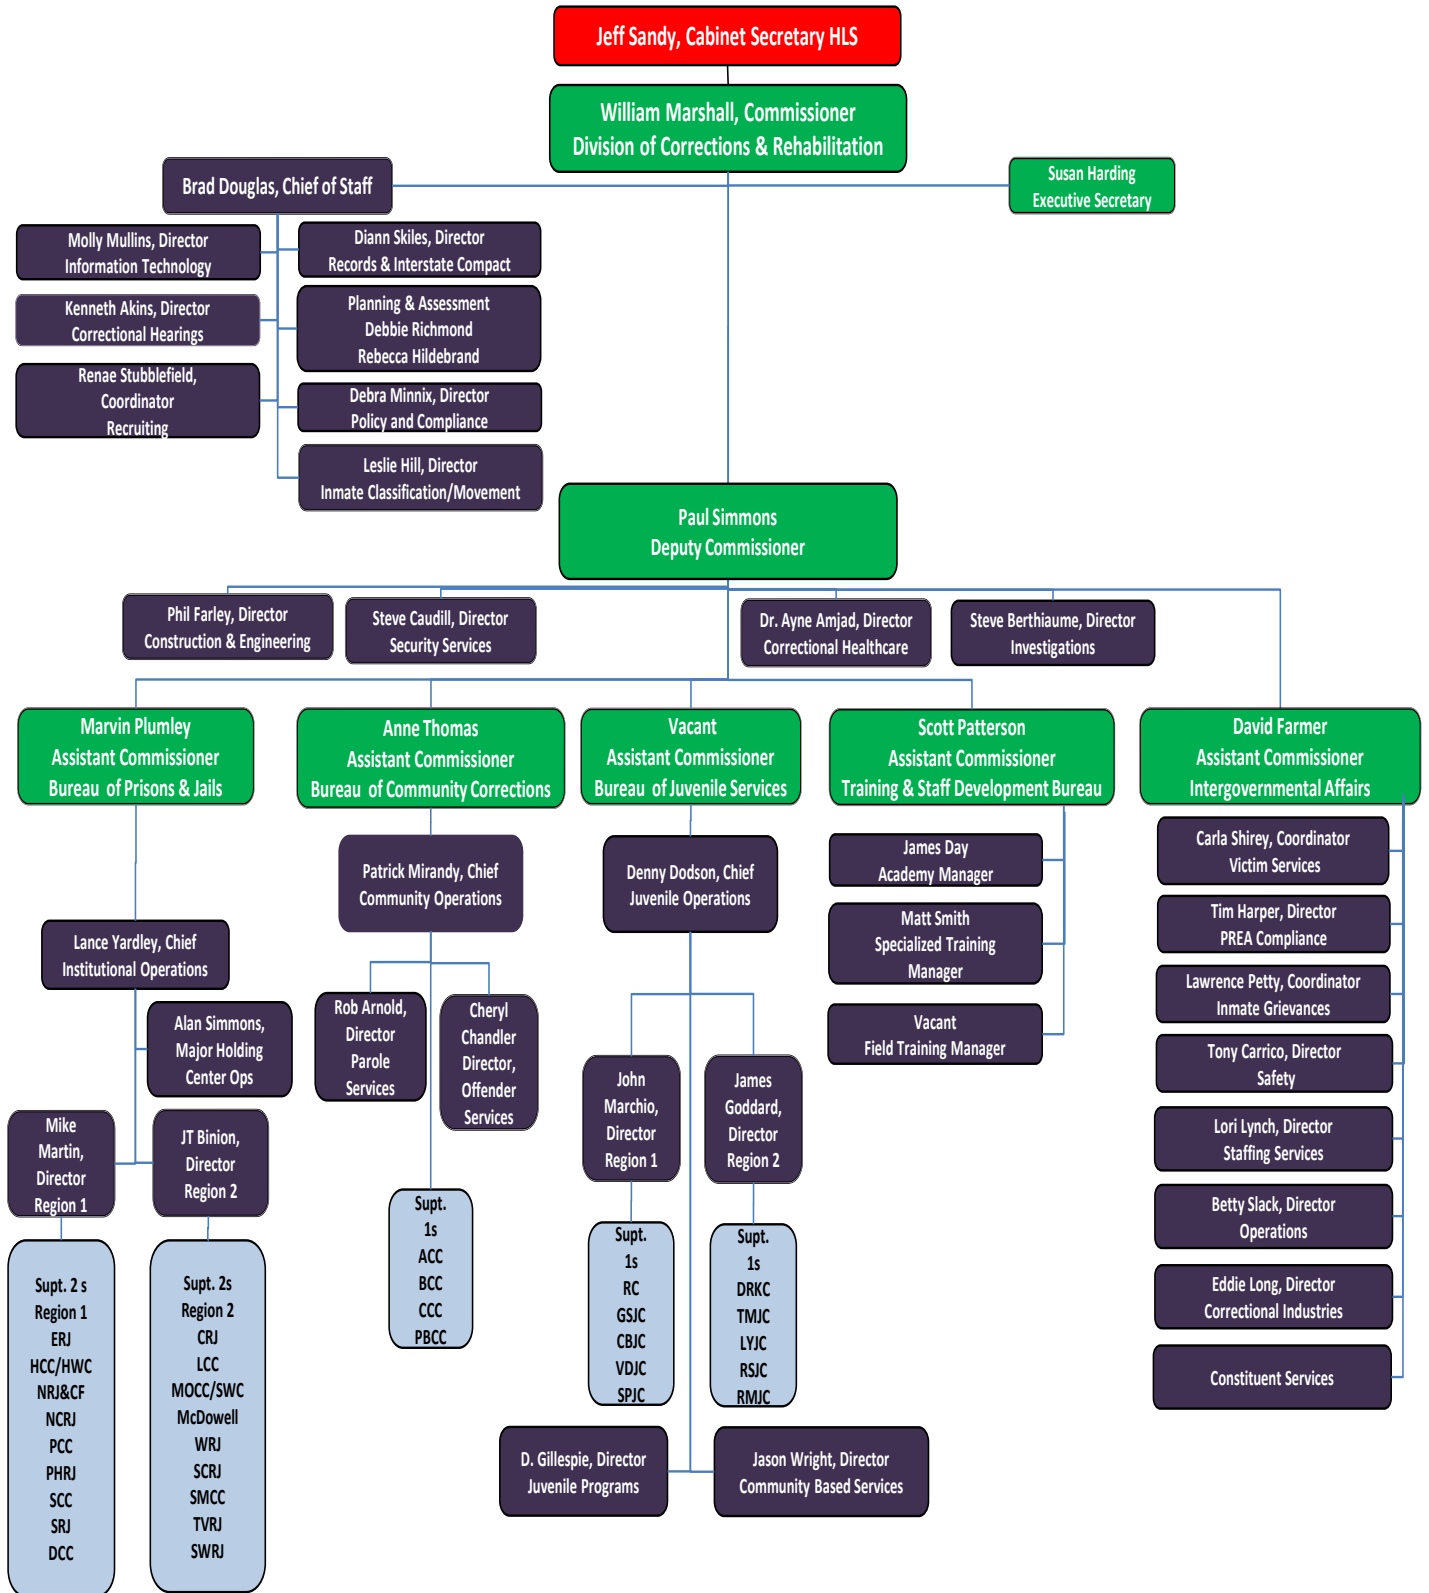 Jeff Sandy, Cabinet Secretary HLS
William Marshall, Commissioner
Division of Corrections & Rehabilitation
Brad Douglas, Chief of Staff
Susan Harding
Executive Secretary
Molly Mullins, Director
Information Technology
Diann Skiles, Director
Records & Interstate Compact
Kenneth Akins, Director
Correctional Hearings
Planning & Assessment
Debbie Richmond
Rebecca Hildebrand
Renae Stubblefield,
Coordinator
Recruiting
Debra Minnix, Director
Policy and Compliance
Leslie Hill, Director
Inmate Classification/Movement
Paul Simmons
Deputy Commissioner
Phil Farley, Director
Construction & Engineering
Steve Caudill, Director
Security Services
Dr. Ayne Amjad, Director
Correctional Healthcare
Steve Berthiaume, Director
Investigations
Marvin Plumley
Assistant Commissioner
Bureau of Prisons & Jails
Anne Thomas
Assistant Commissioner
Bureau of Community Corrections
Vacant
Assistant Commissioner
Bureau of Juvenile Services
Scott Patterson
Assistant Commissioner
Training & Staff Development Bureau
David Farmer
Assistant Commissioner
Intergovernmental Affairs
Lance Yardley, Chief
Institutional Operations
Alan Simmons,
Major Holding
Center Ops
Mike
Martin,
Director
Region 1
JT Binion,
Director
Region 2
Supt. 2 s
Region 1
ERJ
HCC/HWC
NRJ&CF
NCRJ
PCC
PHRJ
SCC
SRJ
DCC
Supt. 2s
Region 2
CRJ
LCC
MOCC/SWC
McDowell
WRJ
SCRJ
SMCC
TVRJ
SWRJ
Patrick Mirandy, Chief
Community Operations
Rob Arnold,
Director
Parole
Services
Cheryl
Chandler
Director,
Offender
Services
Supt.
1s
ACC
BCC
CCC
PBCC
Denny Dodson, Chief
Juvenile Operations
John
Marchio,
Director
Region 1
James
Goddard,
Director
Region 2
Supt.
1s
RC
GSJC
CBJC
VDJC
SPJC
Supt.
1s
DRKC
TMJC
LYJC
RSJC
RMJC
D. Gillespie, Director
Juvenile Programs
Jason Wright, Director
Community Based Services
James Day
Academy Manager
Matt Smith
Specialized Training
Manager
Vacant
Field Training Manager
Carla Shirey, Coordinator
Victim Services
Tim Harper, Director
PREA Compliance
Lawrence Petty, Coordinator
Inmate Grievances
Tony Carrico, Director
Safety
Lori Lynch, Director
Staffing Services
Betty Slack, Director
Operations
Eddie Long, Director
Correctional Industries
Constituent Services